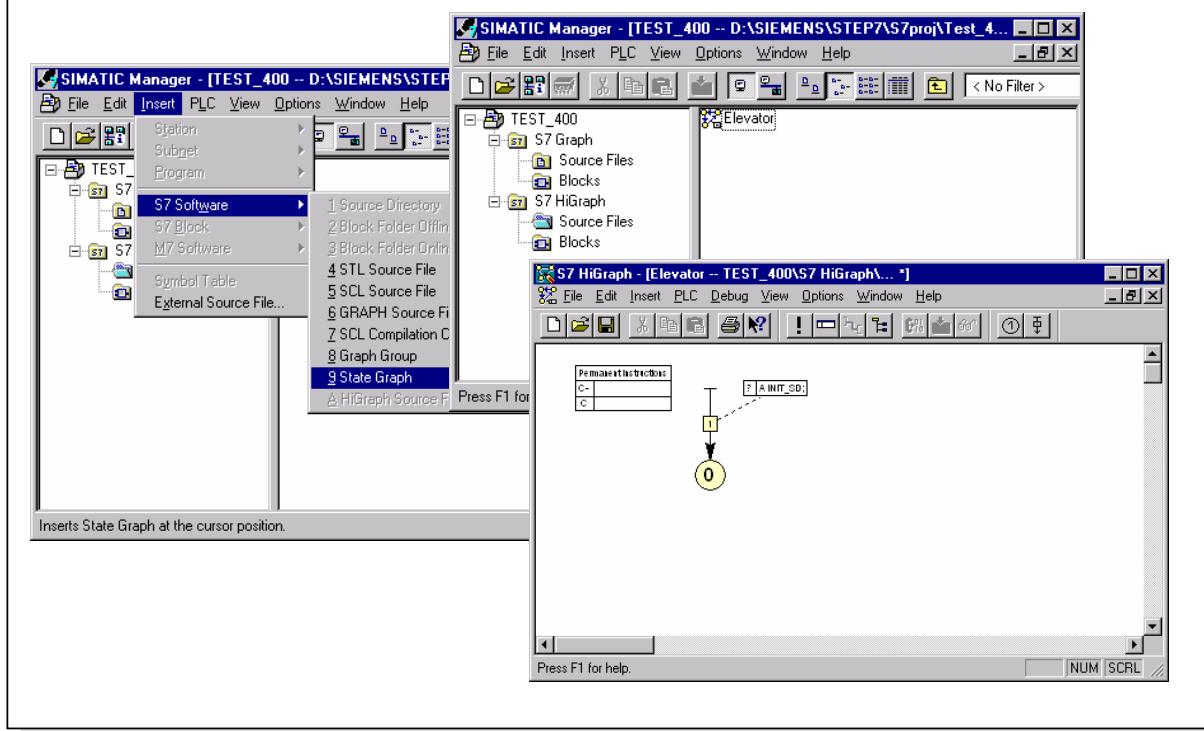 SIMATIC Manager - [TEST_400 -- D:\SIEMENS\STEP7\S7proj\Test_4...
File Edit Insert PLC View Options Window Help
< No Filter >
TEST_400
S7 Graph
Source Files
Blocks
S7 HiGraph
Source Files
Blocks
Elevator
Press F1 for
SIMATIC Manager - [TEST_400 -- D:\SIEMENS\STEP
File Edit Insert PLC View Options Window Help
TEST_
S7
S7
Station
Subnet
Program
S7 Software
S7 Block
M7 Software
Symbol Table
External Source File...
1 Source Directory
2 Block Folder Offlin
3 Block Folder Onlin
4 STL Source File
5 SCL Source File
6 GRAPH Source Fi
7 SCL Compilation C
8 Graph Group
9 State Graph
A HiGraph Source F
Inserts State Graph at the cursor position.
S7 HiGraph - [Elevator -- TEST_400\S7 HiGraph\... *]
File Edit Insert PLC Debug View Options Window Help
Permanent Instructions
C-
C
? A INIT_SD;
1
0
Press F1 for help.
NUM SCRL